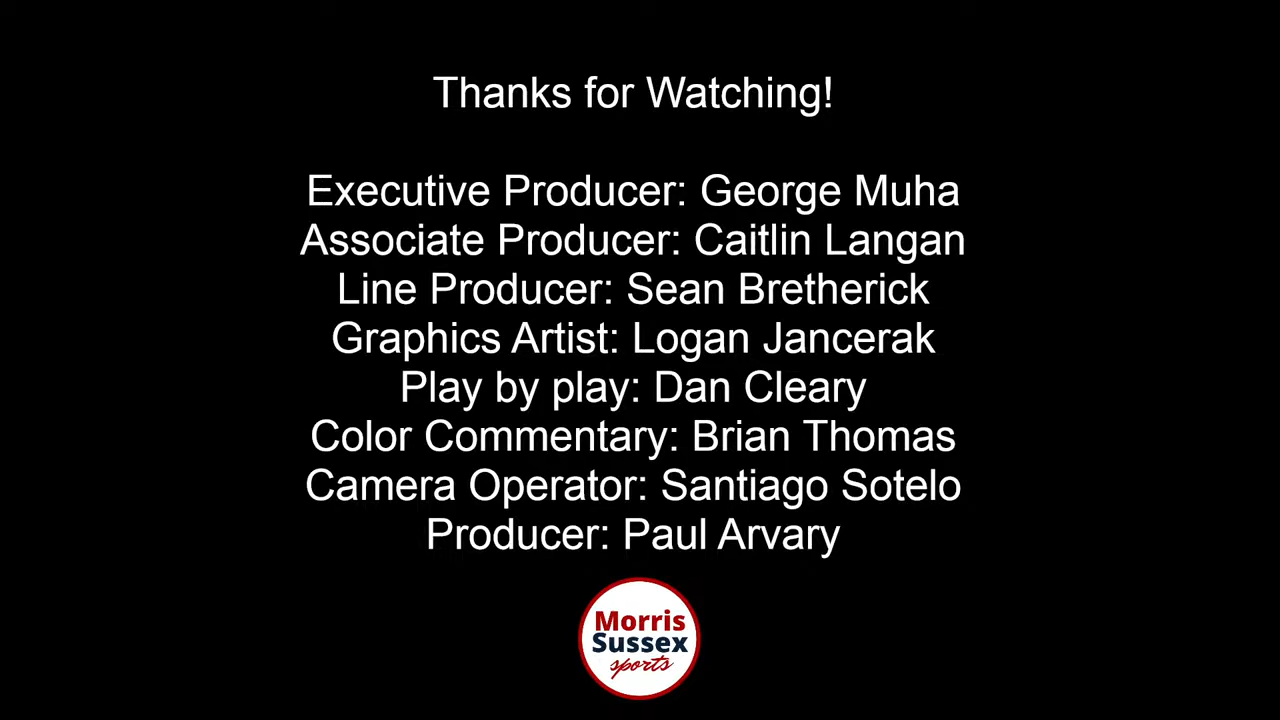 Thanks for Watching!
Executive Producer: George Muha
Associate Producer: Caitlin Langan
Line Producer: Sean Bretherick
Graphics Artist: Logan Jancerak
Play by play: Dan Cleary
Color Commentary: Brian Thomas
Camera Operator: Santiago Sotelo
Producer: Paul Arvary
Morris
Sussex
sports